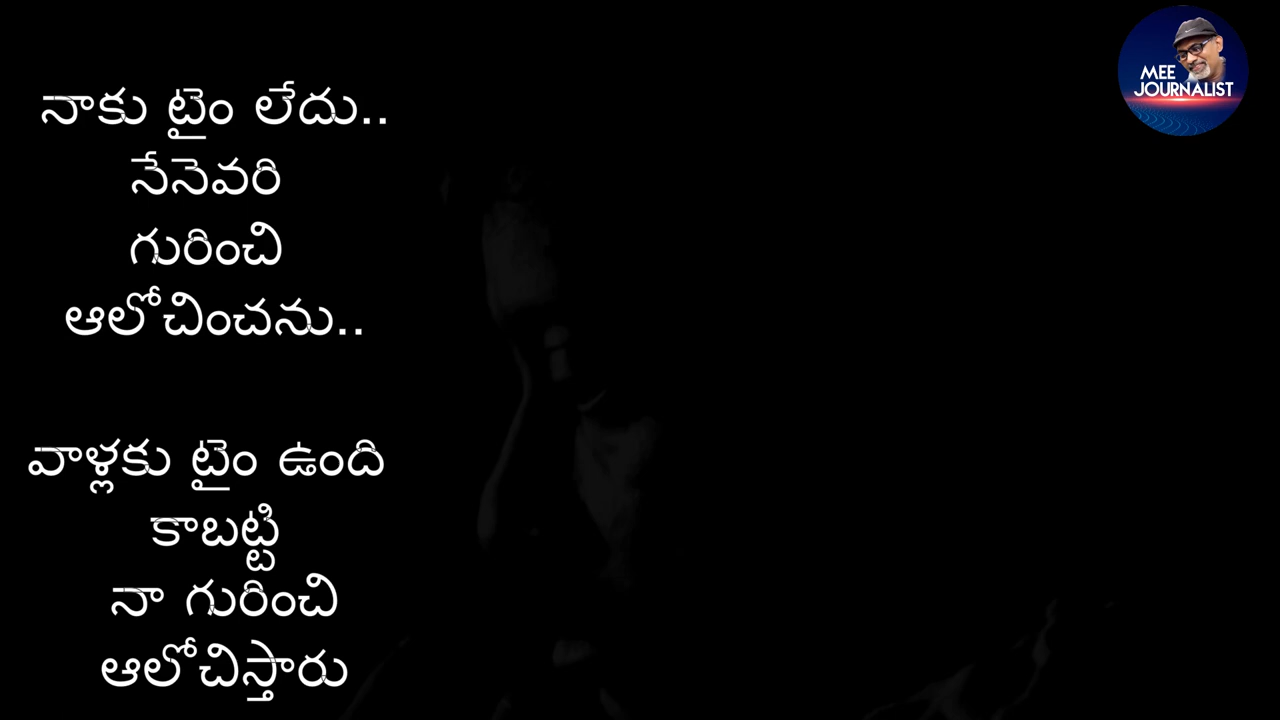 నాకు టైం లేదు..
నేనెవరి
గురించి
ఆలోచించను..
వాళ్లకు టైం ఉంది
కాబట్టి
నా గురించి
ఆలోచిస్తారు
MEE
JOURNALIST